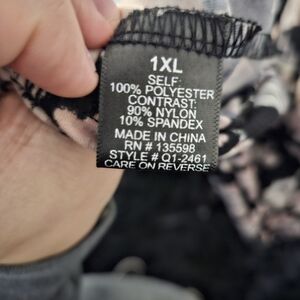 1XL
SELF:
100% POLYESTER
CONTRAST:
90% NYLON
10% SPANDEX
MADE IN CHINA
RN # 135598
STYLE # Q1-2461
CARE ON REVERSE